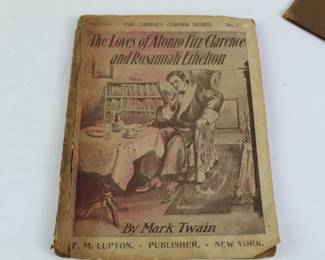 THE CHIMNEY CORNER SERIES.
The Loves of Alonzo Fitz Clarence
and Rosannah Ethelton
By Mark Twain
F. M. LUPTON, PUBLISHER, NEW YORK.